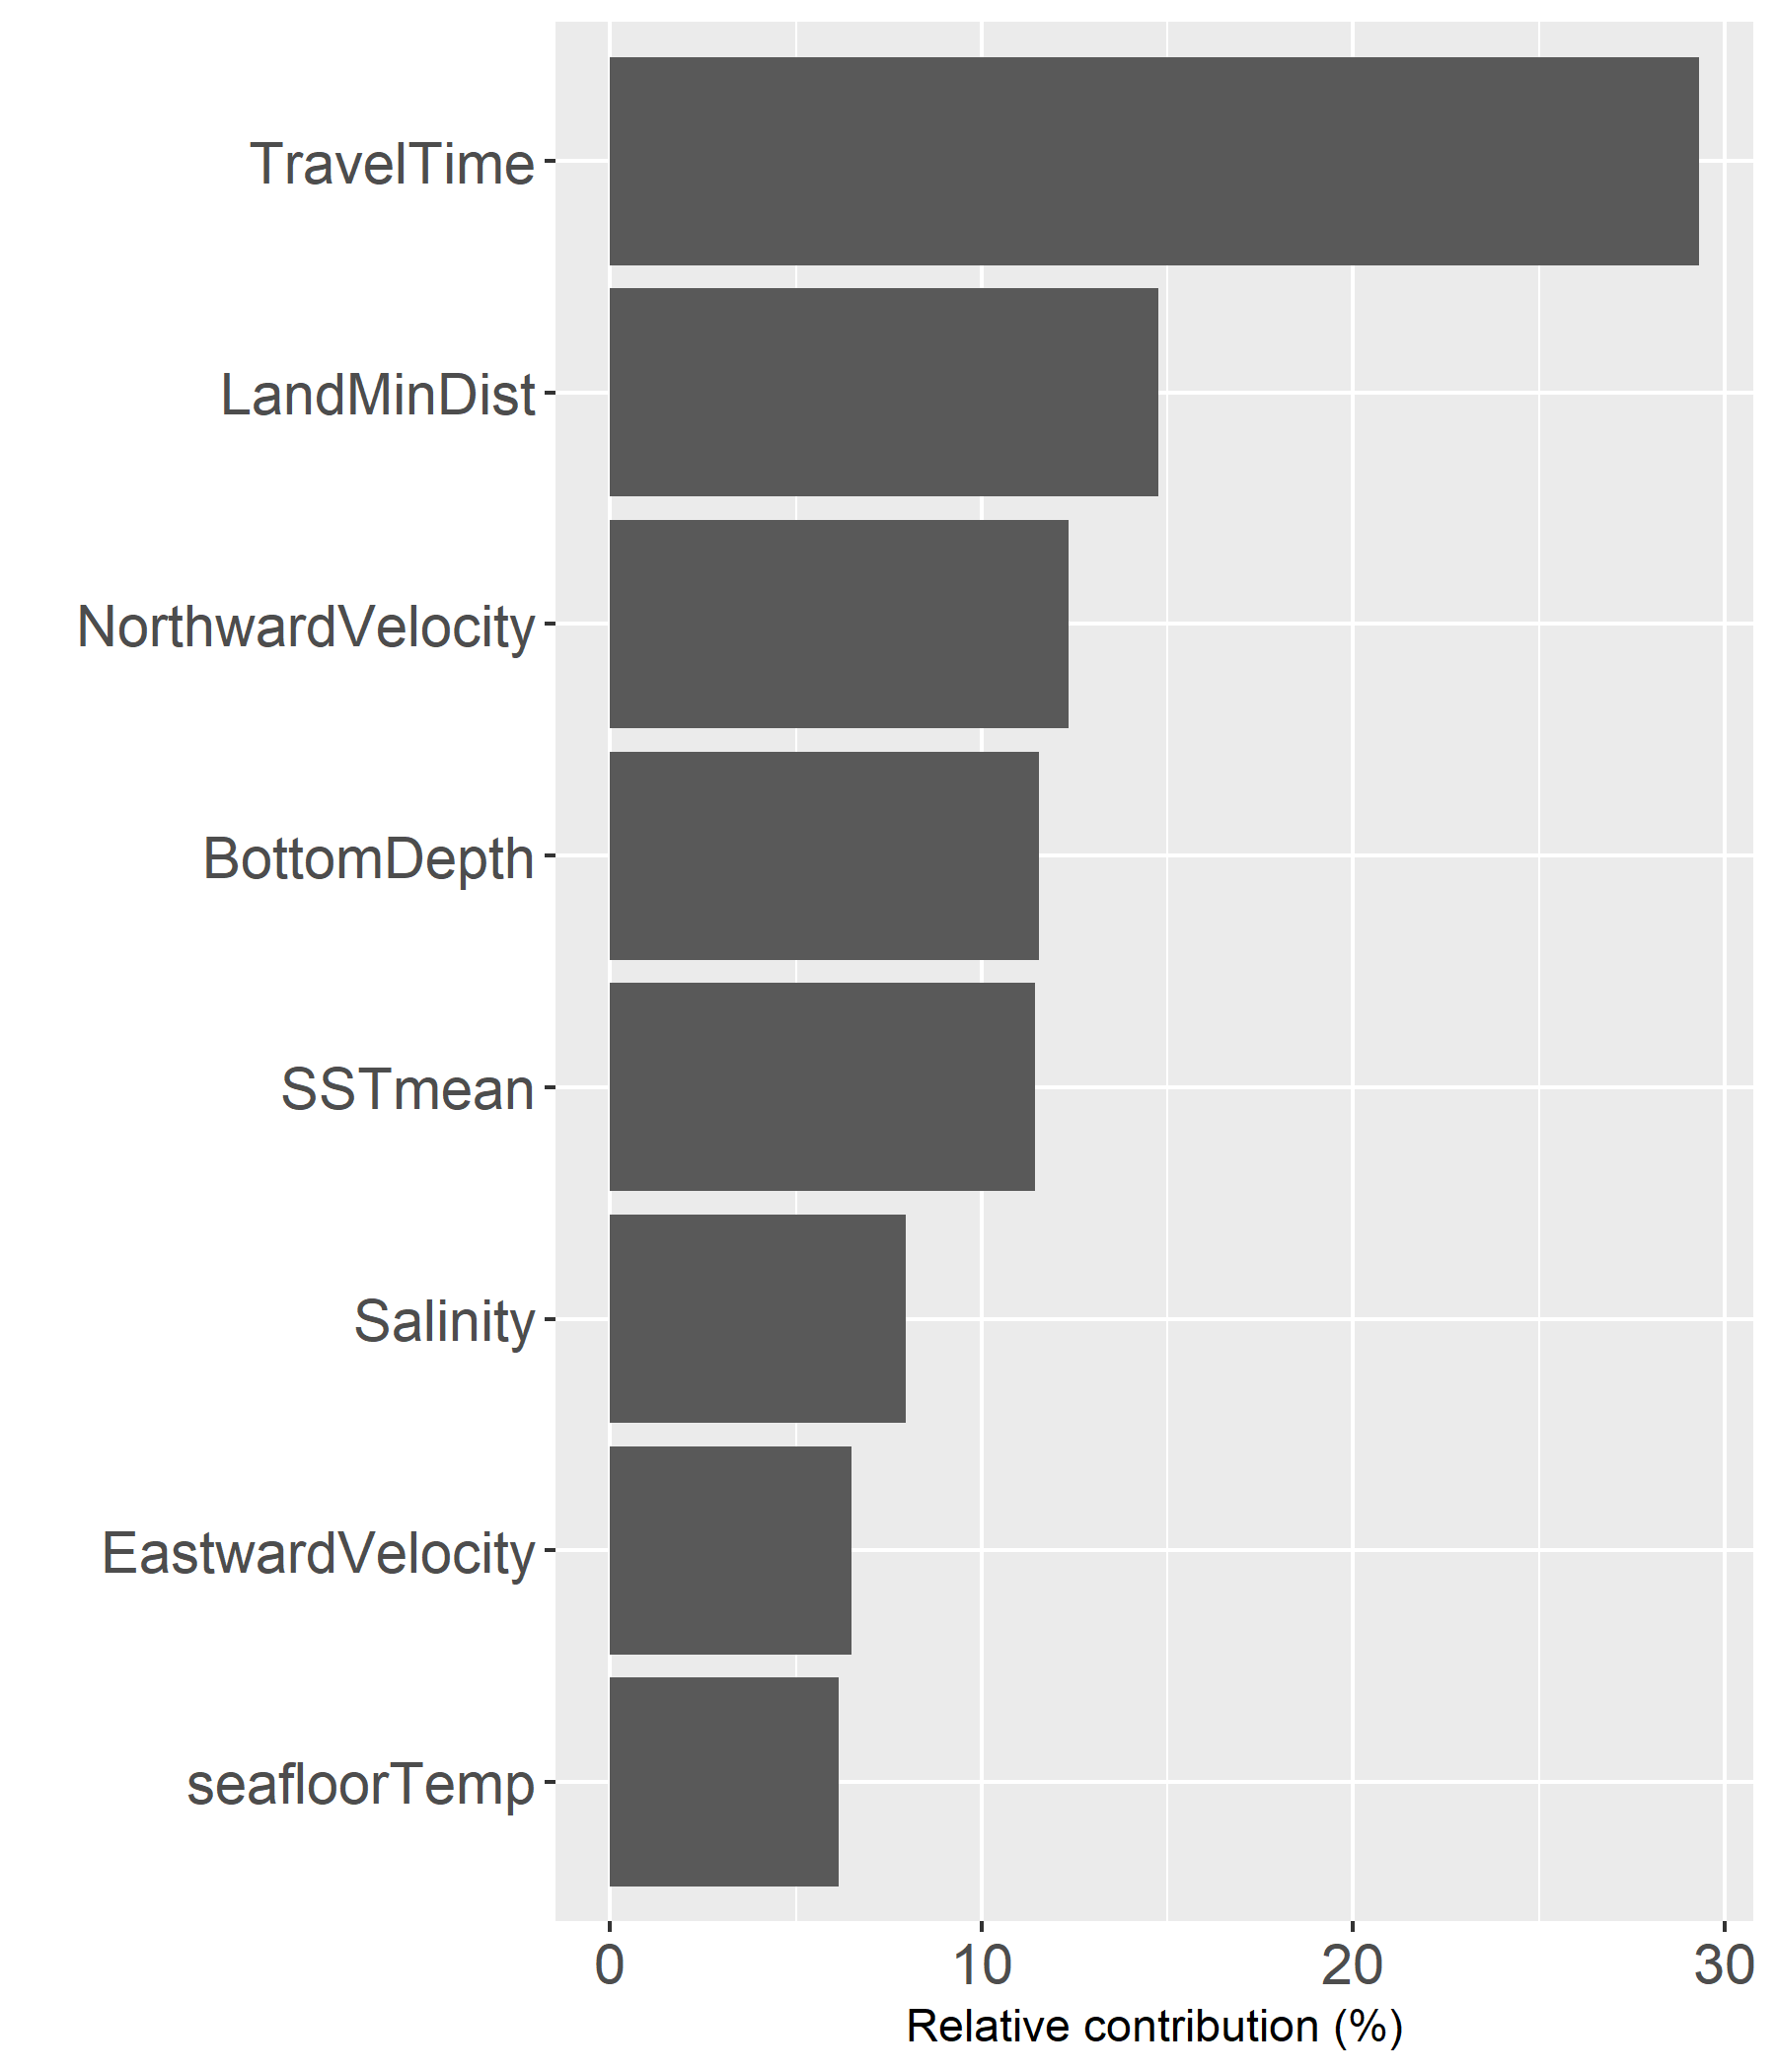 TravelTime
LandMinDist
NorthwardVelocity
BottomDepth
SSTmean
Salinity
EastwardVelocity
seafloorTemp
0 10 20 30
Relative contribution (%)